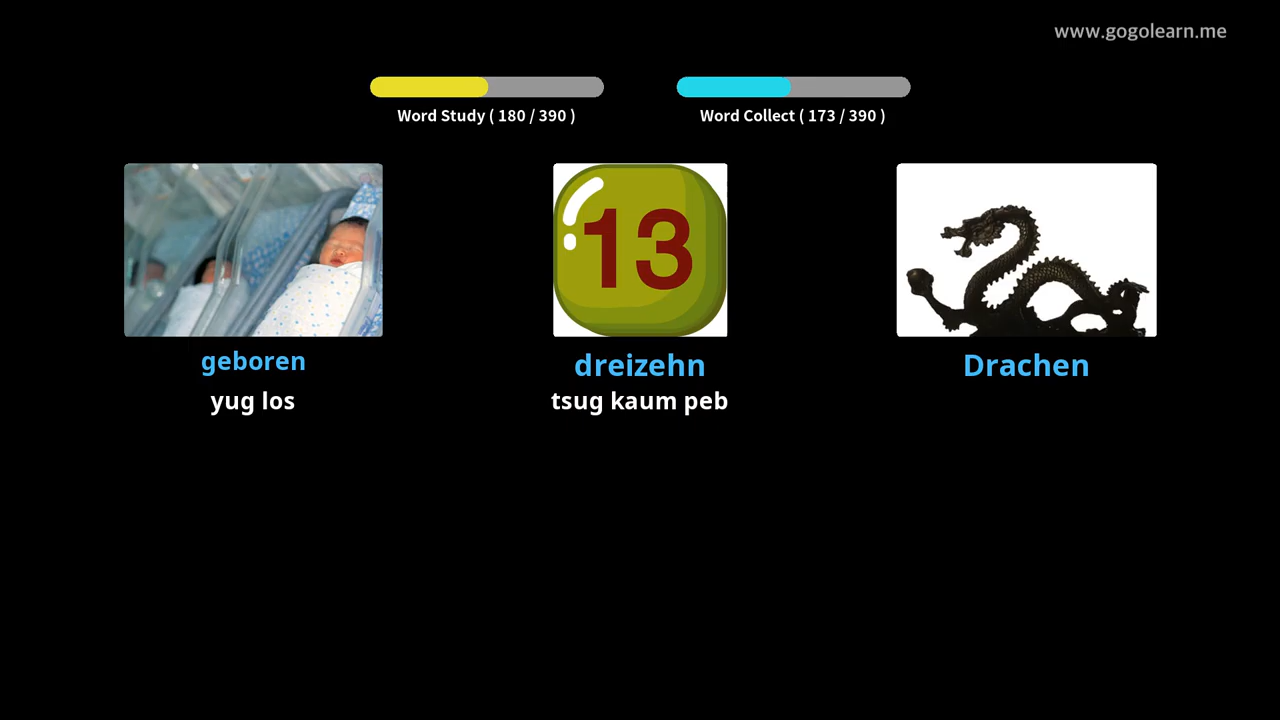 www.gogolearn.me
Word Study ( 180 / 390 )
Word Collect ( 173 / 390 )
13
geboren
dreizehn
Drachen
yug los
tsug kaum peb